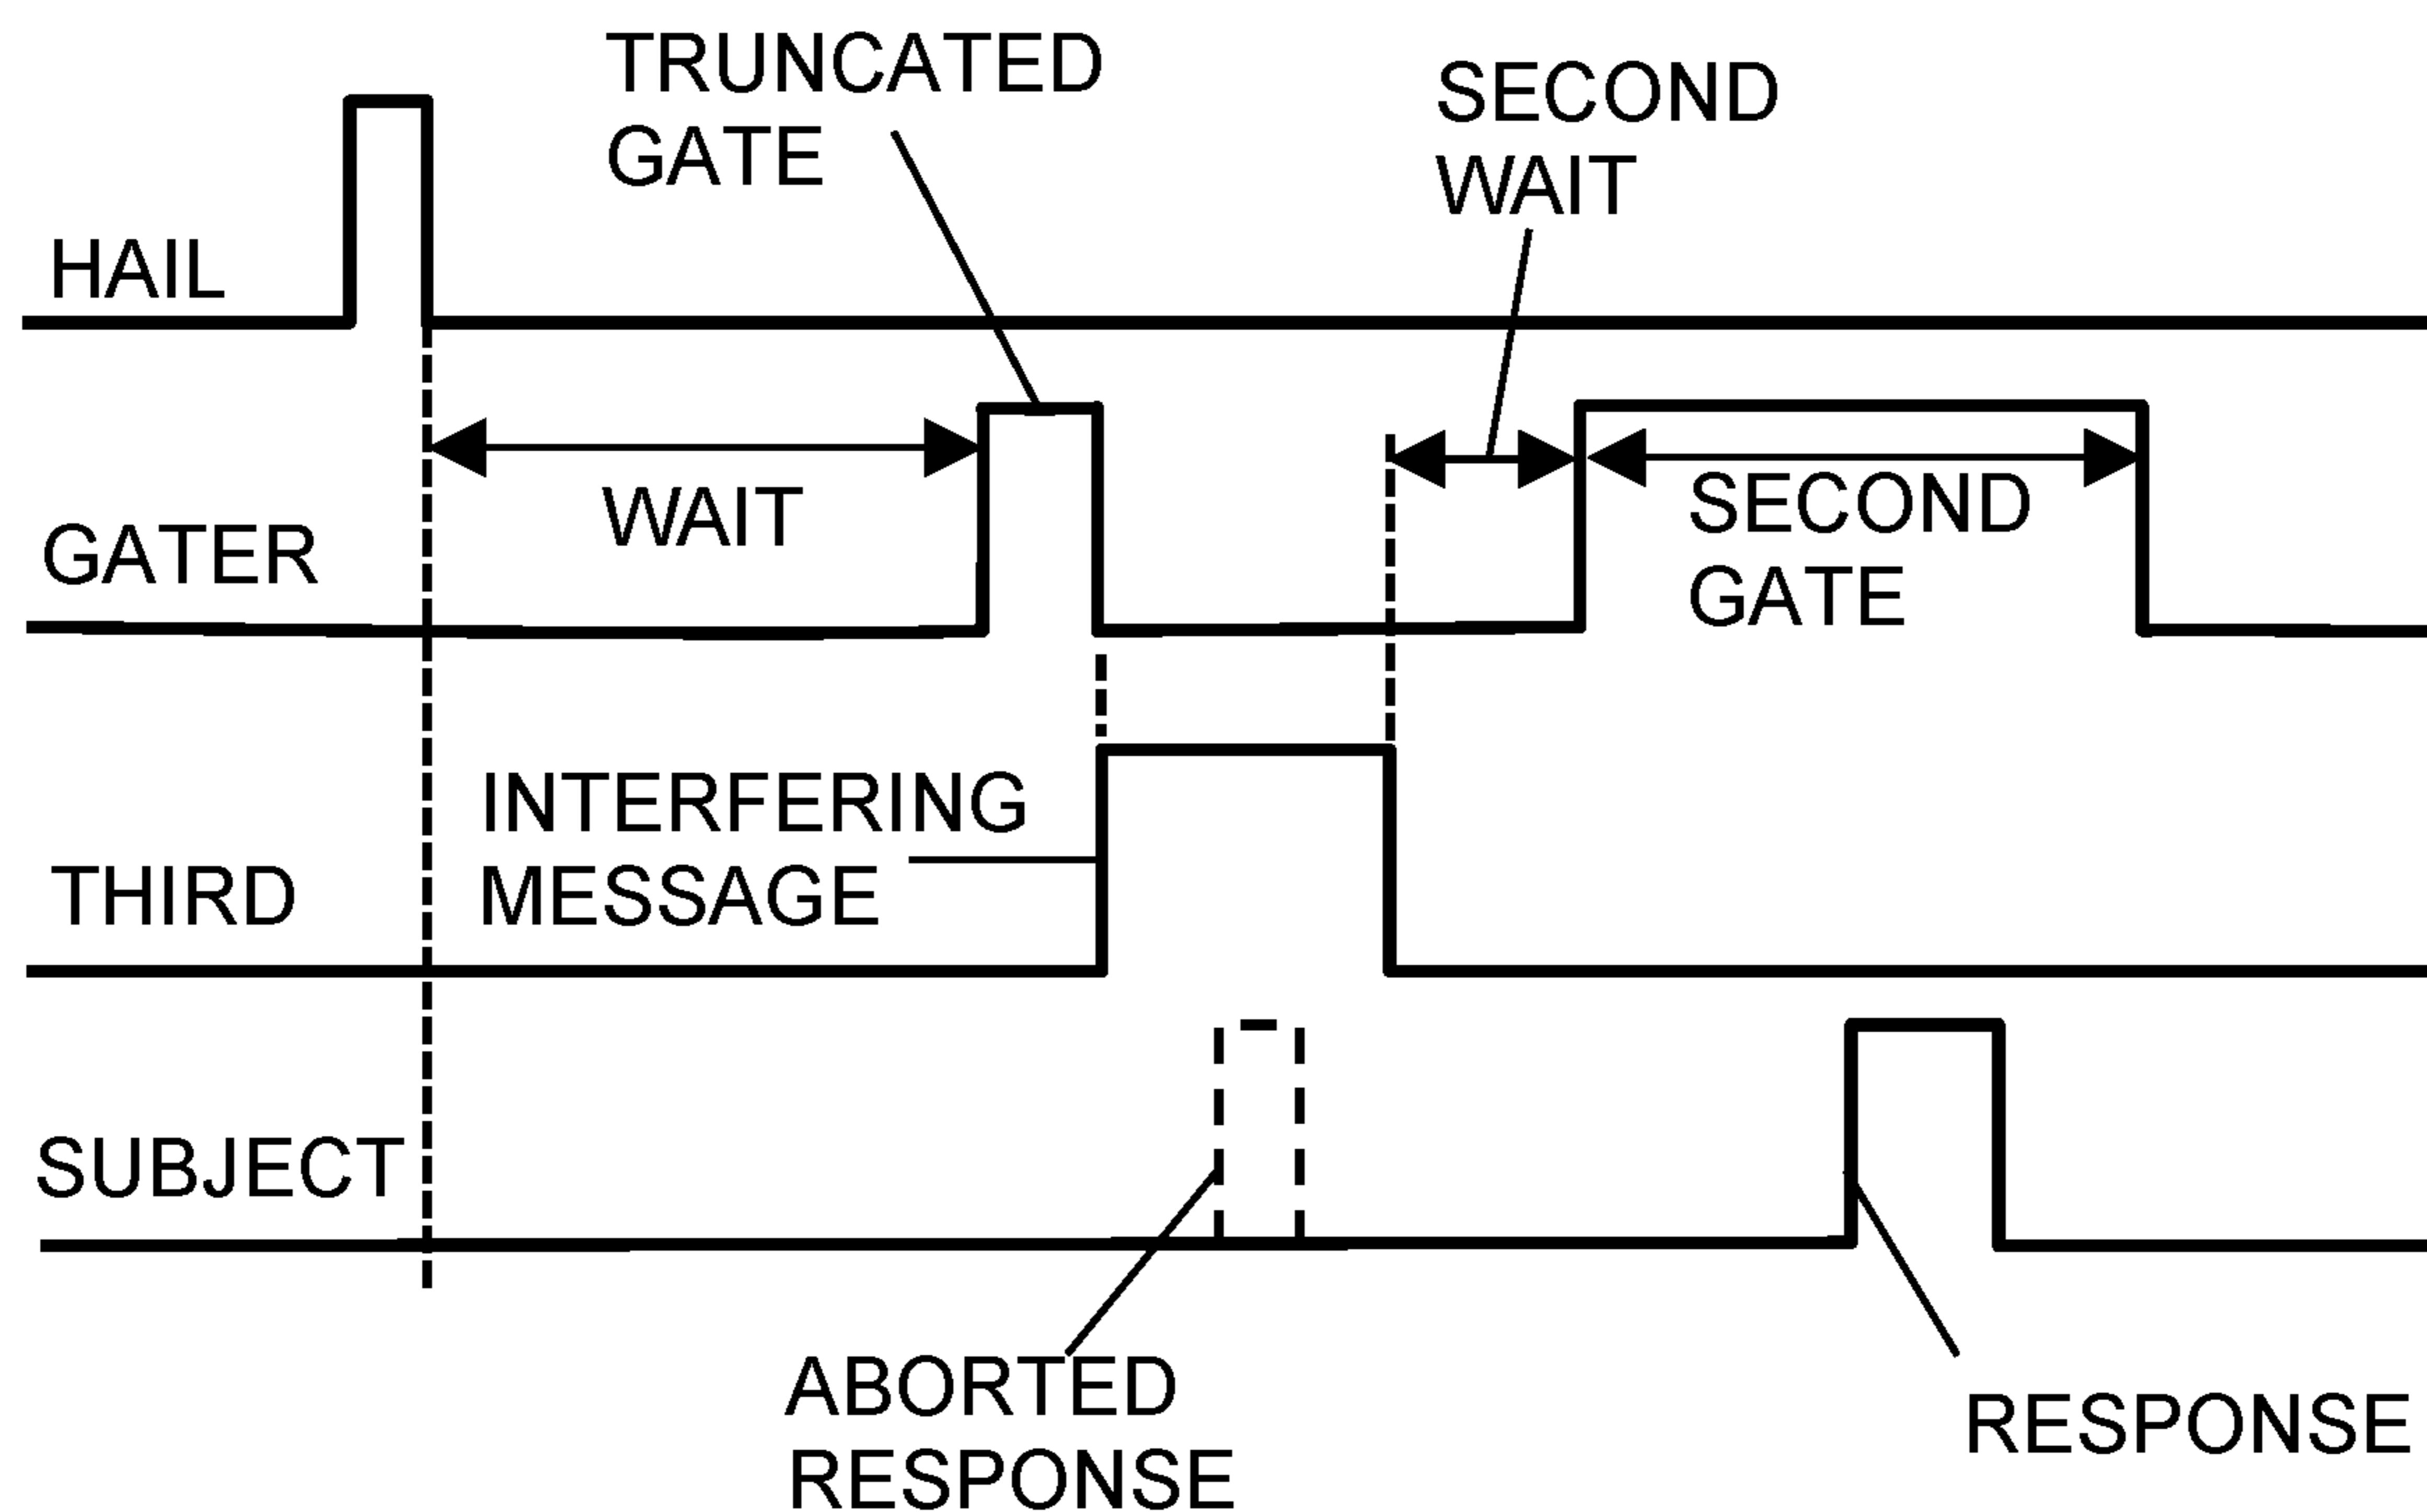 TRUNCATED
GATE
SECOND
WAIT
HAIL
WAIT
GATER
SECOND
GATE
INTERFERING
MESSAGE
THIRD
SUBJECT
ABORTED
RESPONSE
RESPONSE